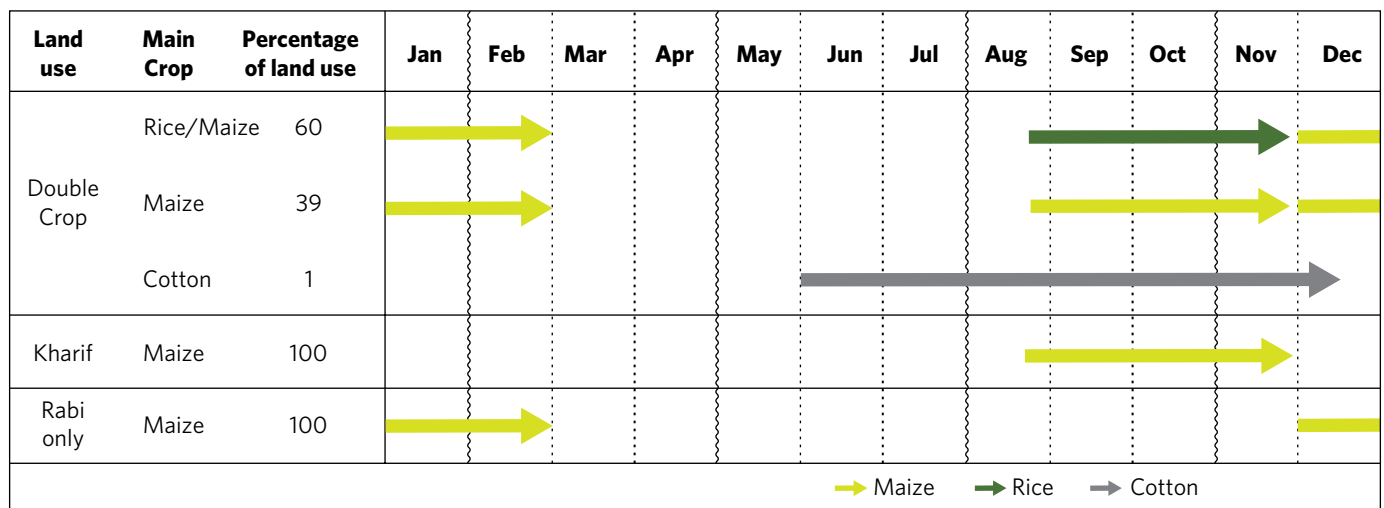 Land use Main Crop Percentage of land use Jan Feb Mar Apr May Jun Jul Aug Sep Oct Nov Dec
Double Crop
Rice/Maize 60
Maize 39
Cotton 1
Kharif Maize 100
Rabi only Maize 100
Maize Rice Cotton